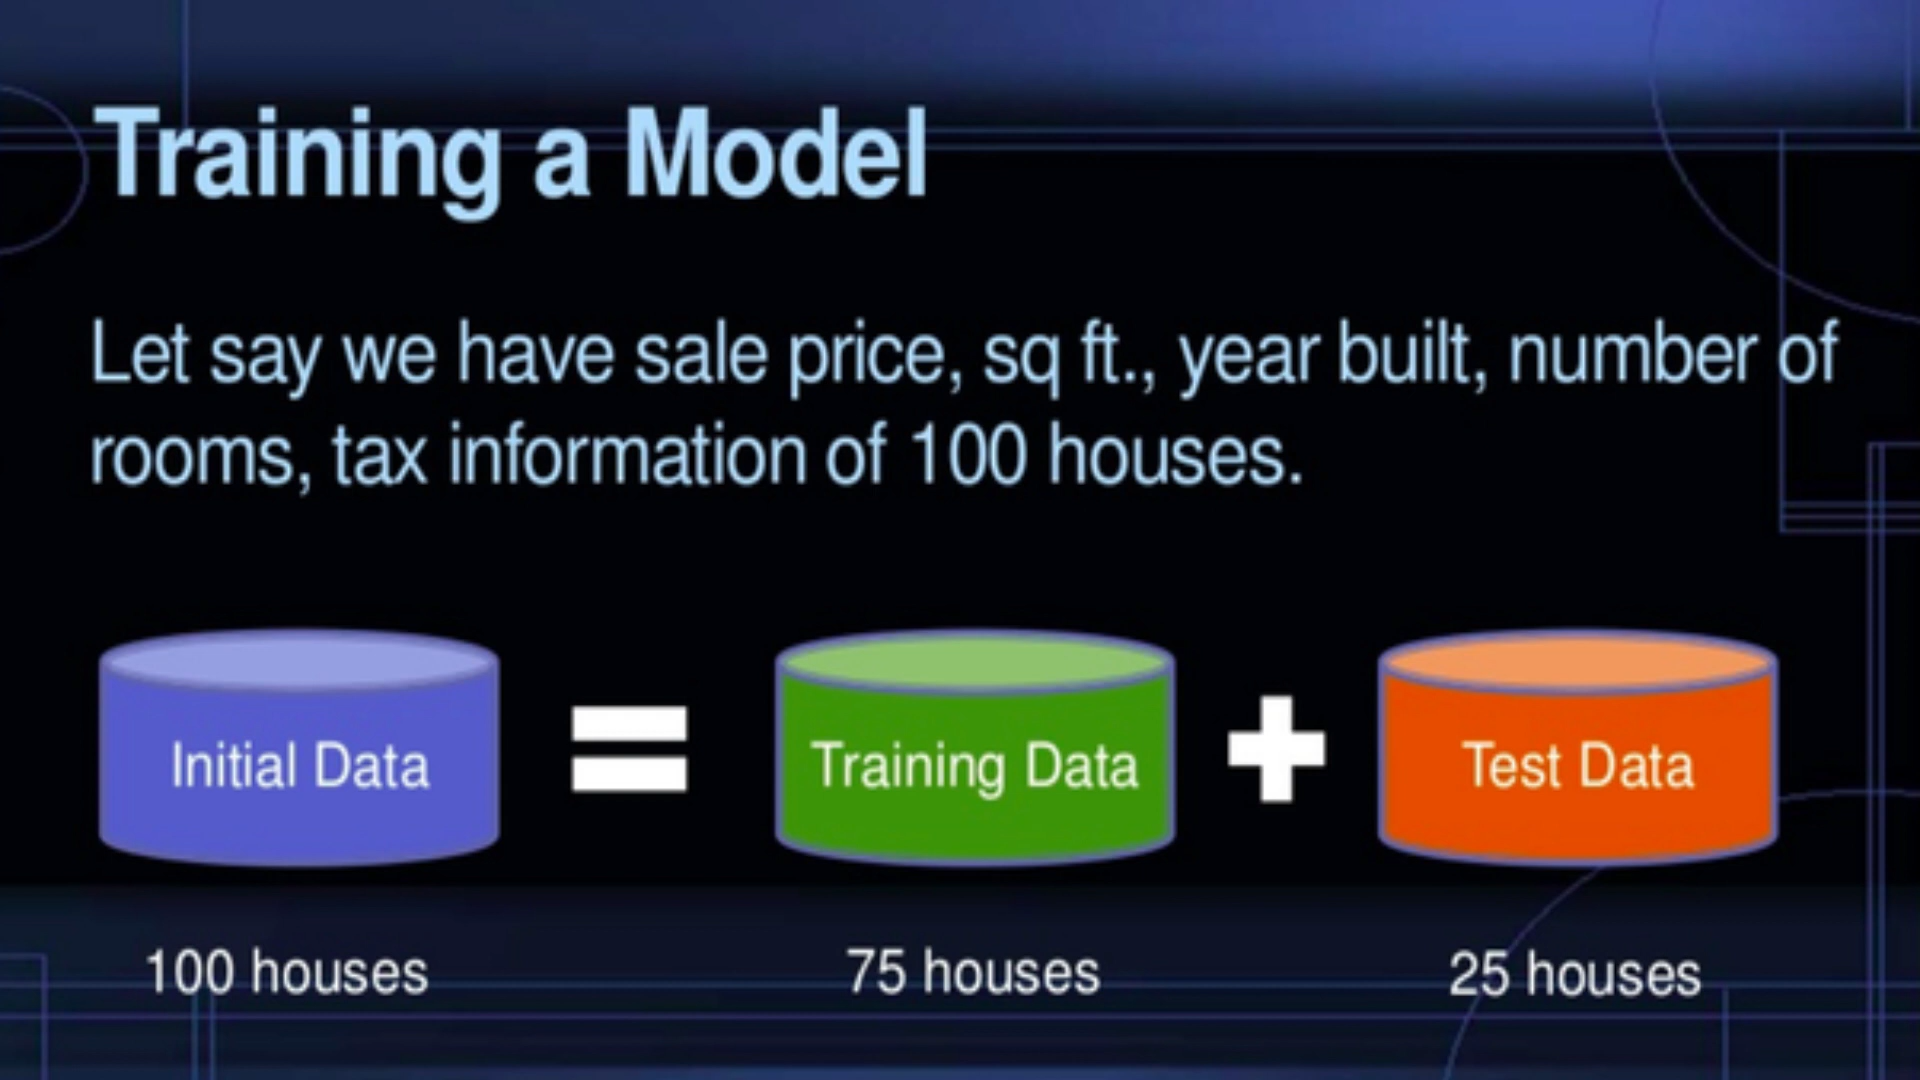 Training a Model
Let say we have sale price, sq ft., year built, number of
rooms, tax information of 100 houses.
Initial Data
Training Data
Test Data
100 houses
75 houses
25 houses